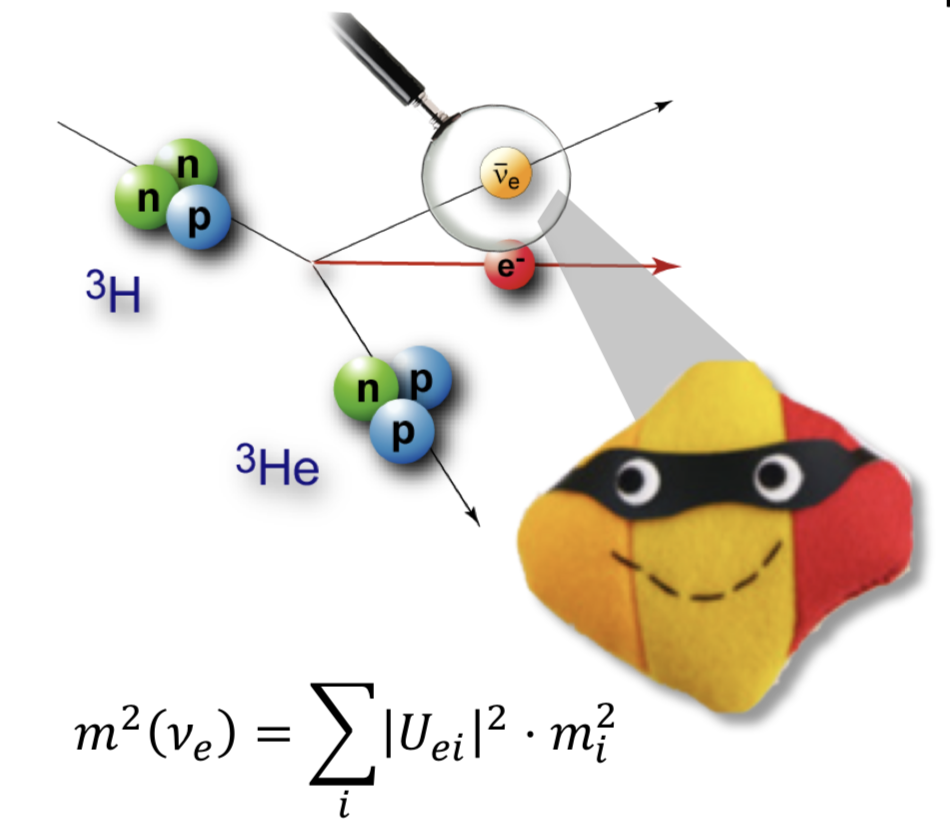 n
n
p
³H
ν̄ₑ
e⁻
n
p
p
³He
m²(νₑ) = ∑ᵢ |Uₑᵢ|² · mᵢ²